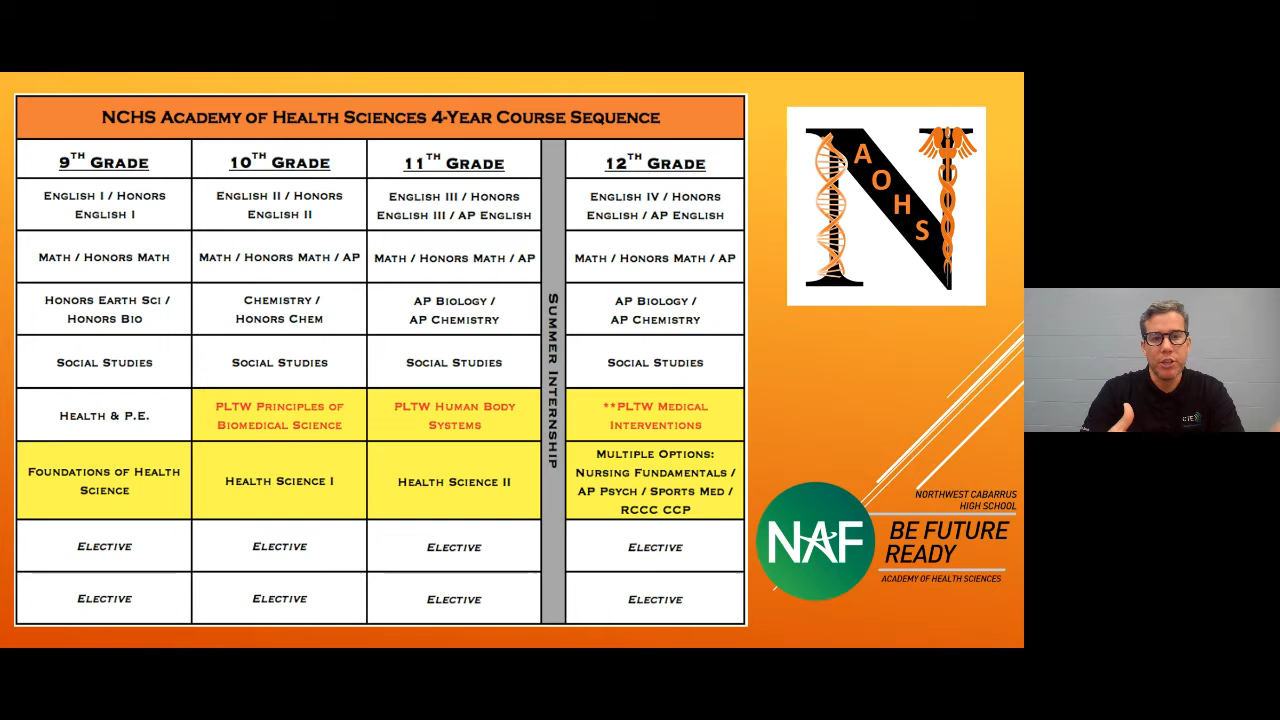 NCHS ACADEMY OF HEALTH SCIENCES 4-YEAR COURSE SEQUENCE
9TH GRADE
10TH GRADE
11TH GRADE
12TH GRADE
ENGLISH I / HONORS
ENGLISH I
ENGLISH II / HONORS
ENGLISH II
ENGLISH III / HONORS
ENGLISH III / AP ENGLISH
ENGLISH IV / HONORS
ENGLISH / AP ENGLISH
MATH / HONORS MATH
MATH / HONORS MATH / AP
MATH / HONORS MATH / AP
MATH / HONORS MATH / AP
HONORS EARTH SCI /
HONORS BIO
CHEMISTRY /
HONORS CHEM
AP BIOLOGY /
AP CHEMISTRY
AP BIOLOGY /
AP CHEMISTRY
SOCIAL STUDIES
SOCIAL STUDIES
SOCIAL STUDIES
SOCIAL STUDIES
HEALTH & P.E.
PLTW PRINCIPLES OF
BIOMEDICAL SCIENCE
PLTW HUMAN BODY
SYSTEMS
**PLTW MEDICAL
INTERVENTIONS
FOUNDATIONS OF HEALTH
SCIENCE
HEALTH SCIENCE I
HEALTH SCIENCE II
MULTIPLE OPTIONS:
NURSING FUNDAMENTALS /
AP PSYCH / SPORTS MED /
RCCC CCP
ELECTIVE
ELECTIVE
ELECTIVE
ELECTIVE
ELECTIVE
ELECTIVE
ELECTIVE
ELECTIVE
SUMMER INTERNSHIP
N
AOHS
NAF
NORTHWEST CABARRUS
HIGH SCHOOL
BE FUTURE
READY
ACADEMY OF HEALTH SCIENCES
CTE